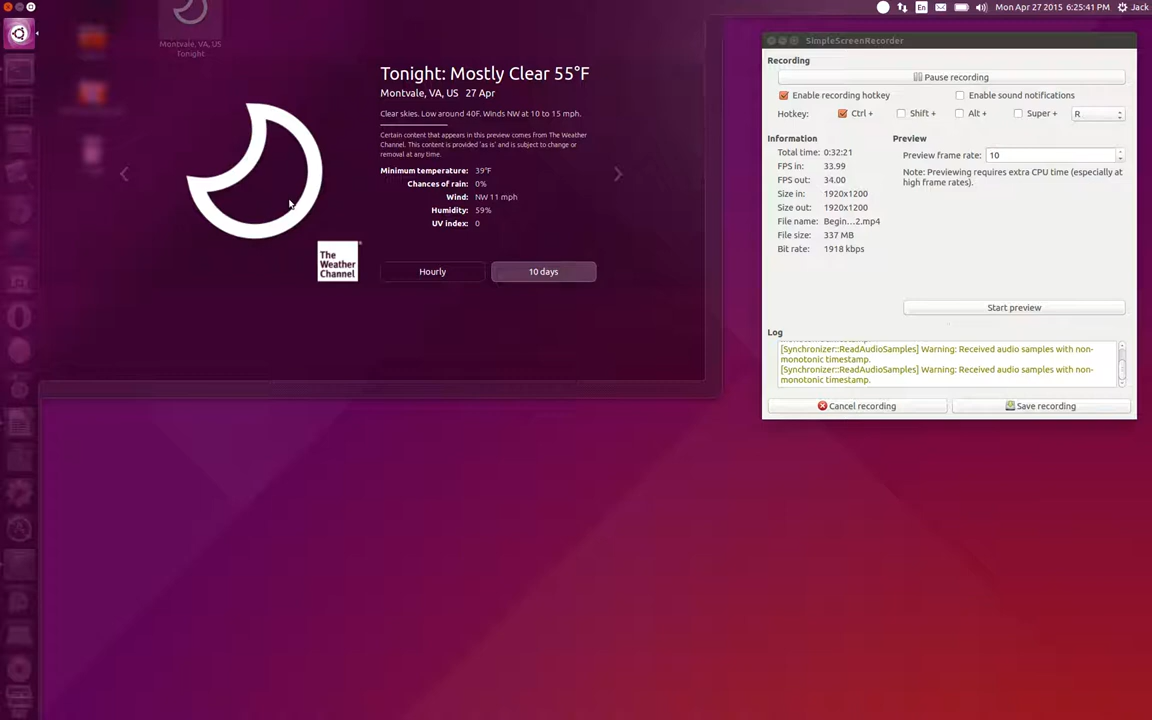 En
Mon Apr 27 2015 6:25:41 PM
Jack
Montvale, VA, US
Tonight
Tonight: Mostly Clear 55°F
Montvale, VA, US 27 Apr
Clear skies. Low around 40F. Winds NW at 10 to 15 mph.
Certain content that appears in this preview comes from The Weather
Channel. This content is provided 'as is' and is subject to change or
removal at any time.
Minimum temperature: 39°F
Chances of rain: 0%
Wind: NW 11 mph
Humidity: 59%
UV index: 0
The
Weather
Channel
Hourly
10 days
SimpleScreenRecorder
Recording
Pause recording
Enable recording hotkey
Enable sound notifications
Hotkey: Ctrl + Shift + Alt + Super + R
Information
Total time: 0:32:21
FPS in: 33.99
FPS out: 34.00
Size in: 1920x1200
Size out: 1920x1200
File name: Begin...2.mp4
File size: 337 MB
Bit rate: 1918 kbps
Preview
Preview frame rate: 10
Note: Previewing requires extra CPU time (especially at
high frame rates).
Start preview
Log
monotonic timestamp.
[Synchronizer::ReadAudioSamples] Warning: Received audio samples with non-
monotonic timestamp.
[Synchronizer::ReadAudioSamples] Warning: Received audio samples with non-
monotonic timestamp.
Cancel recording
Save recording